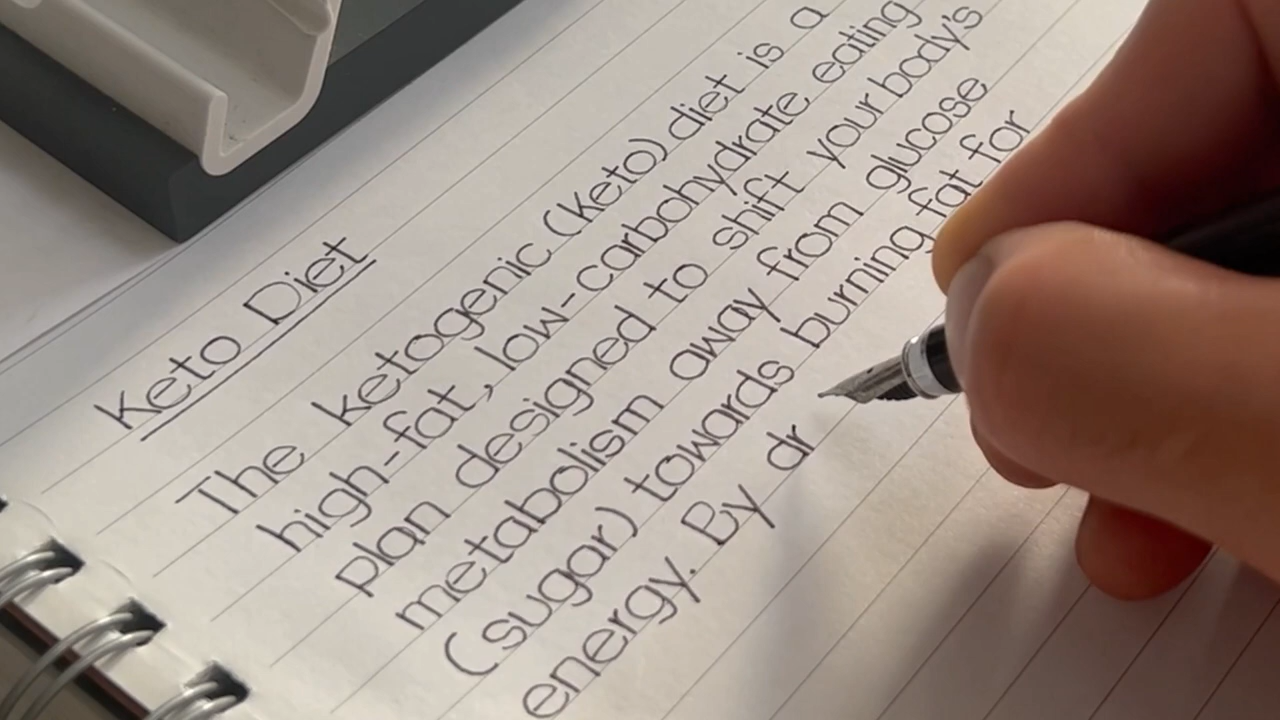 Keto Diet
The ketogenic (Keto) diet is a
high-fat, low-carbohydrate eating
plan designed to shift your body's
metabolism away from glucose
(sugar) towards burning fat for
energy. By dr